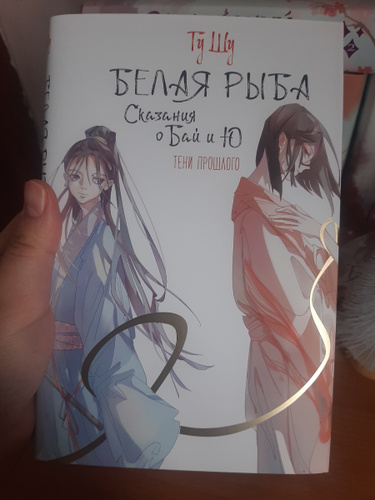 Ту Шу
БЕЛАЯ РЫБА
Сказания
о Бай и Ю
ТЕНИ ПРОШЛОГО